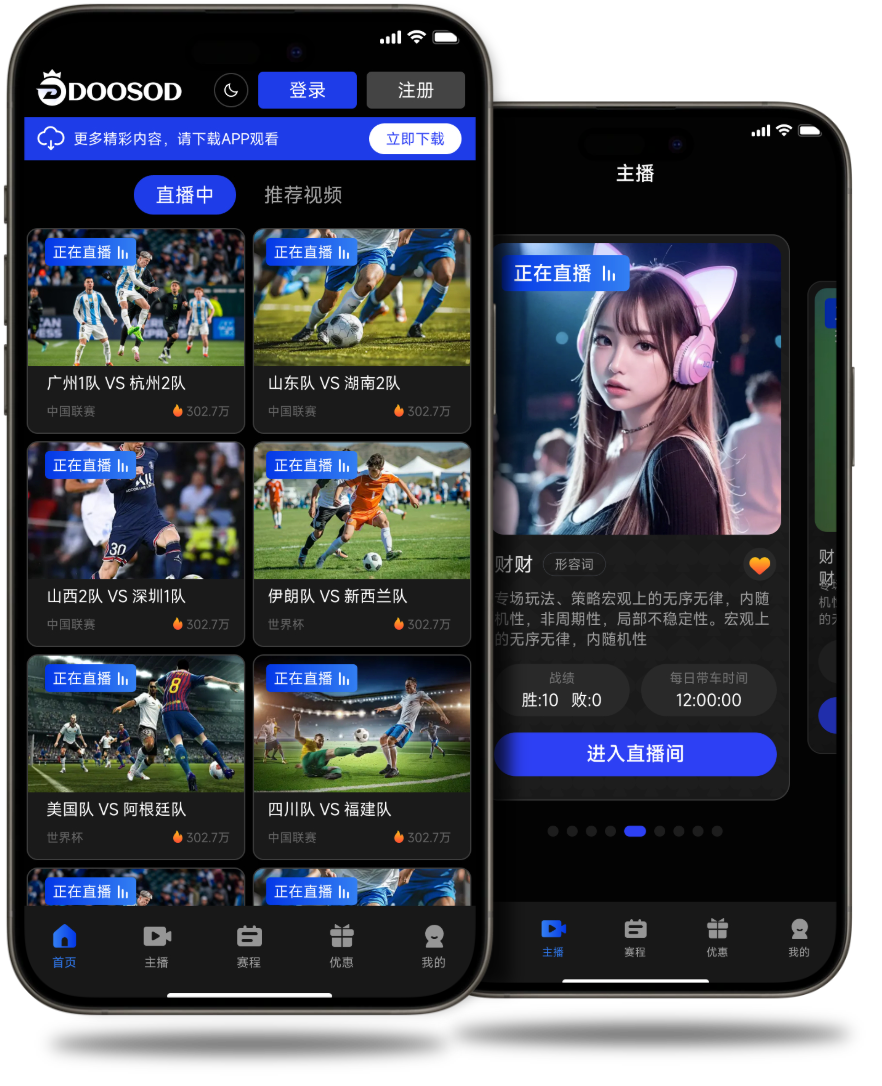 DOOSOD
登录
注册
更多精彩内容，请下载APP观看
立即下载
直播中
推荐视频
正在直播
正在直播
广州1队 VS 杭州2队
山东队 VS 湖南2队
中国联赛
302.7万
中国联赛
302.7万
正在直播
正在直播
30
山西2队 VS 深圳1队
伊朗队 VS 新西兰队
中国联赛
302.7万
世界杯
302.7万
正在直播
正在直播
8
美国队 VS 阿根廷队
四川队 VS 福建队
世界杯
302.7万
中国联赛
302.7万
正在直播
正在直播
首页
主播
赛程
优惠
我的
主播
正在直播
财财
形容词
专场玩法、策略宏观上的无序无律，内随
机性，非周期性，局部不稳定性。宏观上
的无序无律，内随机性
战绩
胜:10 败:0
每日带车时间
12:00:00
进入直播间
财
财
机性
的无
主播
赛程
优惠
我的